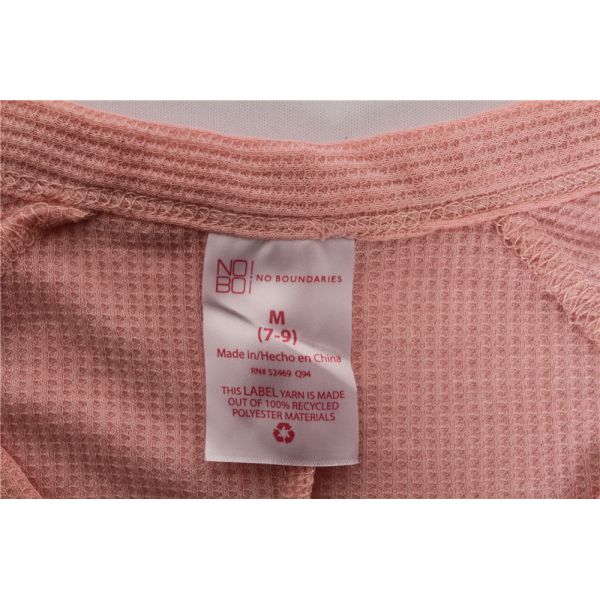 NO!
BO!
NO BOUNDARIES
M
(7-9)
Made in/Hecho en China
RN# 52469 Q94
THIS LABEL YARN IS MADE
OUT OF 100% RECYCLED
POLYESTER MATERIALS